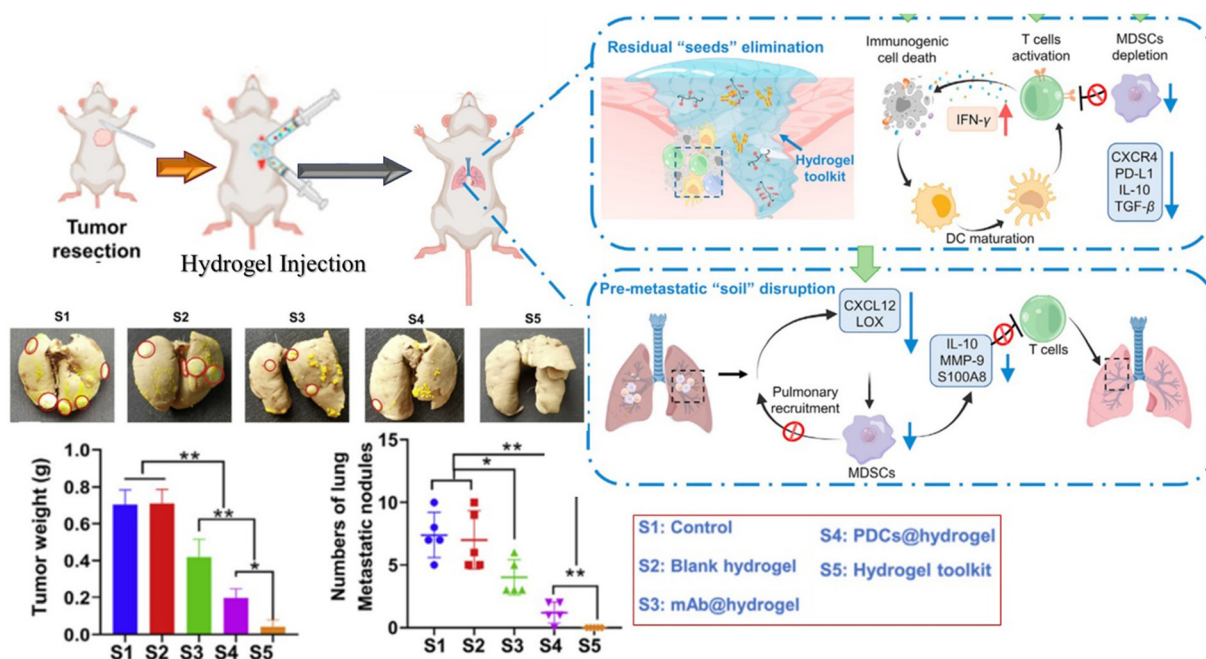 Tumor
resection
Hydrogel Injection
Residual “seeds” elimination
Hydrogel
toolkit
Immunogenic
cell death
T cells
activation
MDSCs
depletion
IFN-γ
CXCR4
PD-L1
IL-10
TGF-β
DC maturation
Pre-metastatic “soil” disruption
CXCL12
LOX
Pulmonary
recruitment
MDSCs
IL-10
MMP-9
S100A8
T cells
S1
S2
S3
S4
S5
Tumor weight (g)
1.0
0.8
0.6
0.4
0.2
0.0
**
**
*
S1
S2
S3
S4
S5
Numbers of lung
Metastatic nodules
15
10
5
0
**
*
**
S1
S2
S3
S4
S5
S1: Control
S2: Blank hydrogel
S3: mAb@hydrogel
S4: PDCs@hydrogel
S5: Hydrogel toolkit